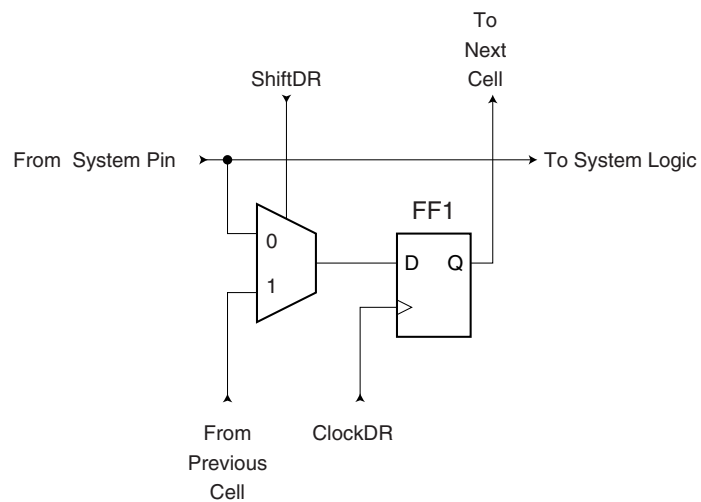 To
Next
Cell
ShiftDR
From System Pin
To System Logic
FF1
0
D Q
1
From
Previous
Cell
ClockDR